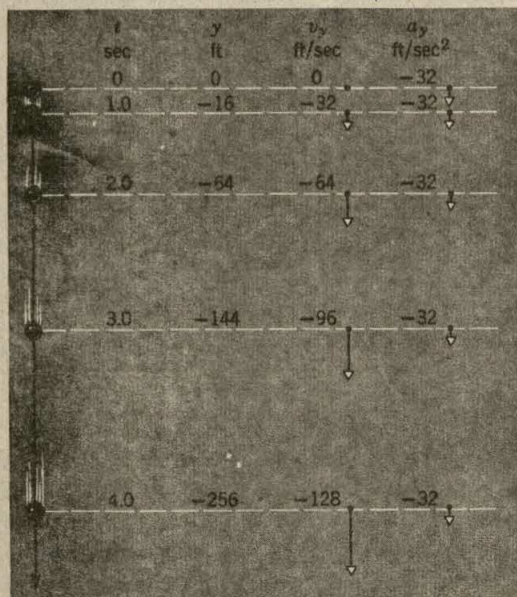 t y v_y a_y
sec ft ft/sec ft/sec²
0 0 0 −32
1.0 −16 −32 −32
2.0 −64 −64 −32
3.0 −144 −96 −32
4.0 −256 −128 −32